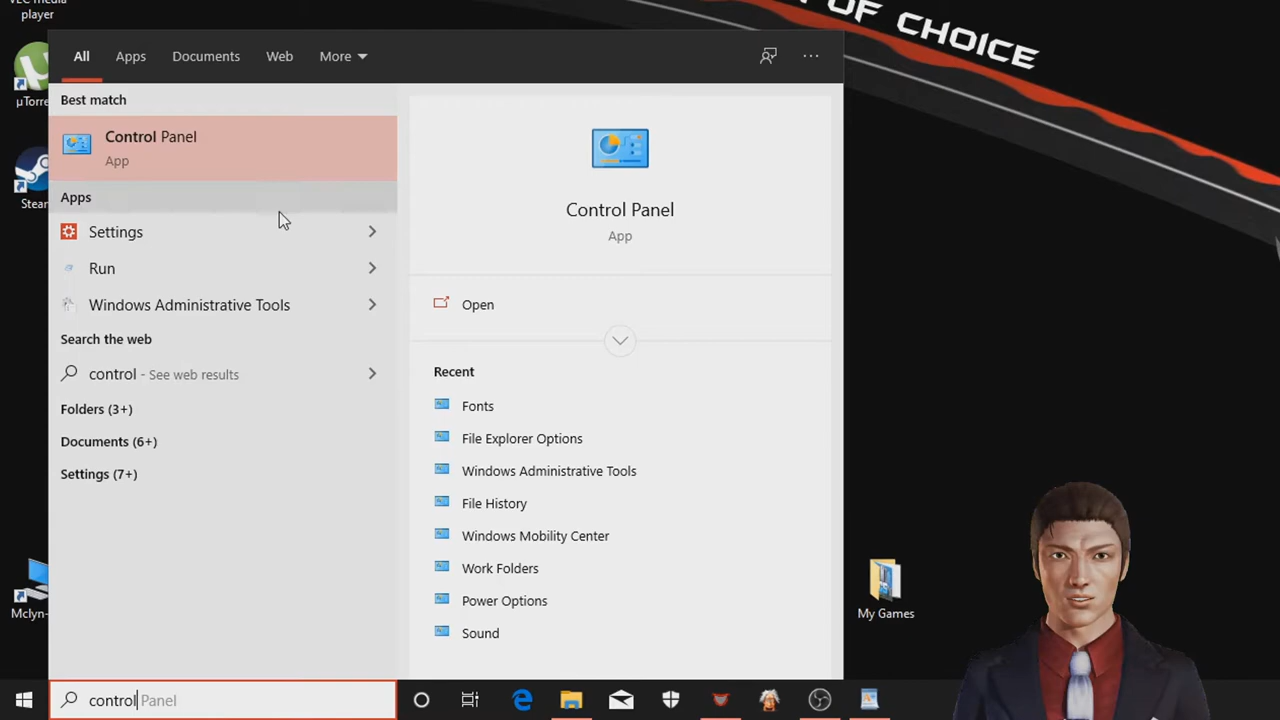 VLC media
player
OF CHOICE
All
Apps
Documents
Web
More
Best match
Control Panel
App
Apps
Settings
Run
Windows Administrative Tools
Search the web
control - See web results
Folders (3+)
Documents (6+)
Settings (7+)
Control Panel
App
Open
Recent
Fonts
File Explorer Options
Windows Administrative Tools
File History
Windows Mobility Center
Work Folders
Power Options
Sound
µTorre
Stea
Mclyn-
My Games
control Panel